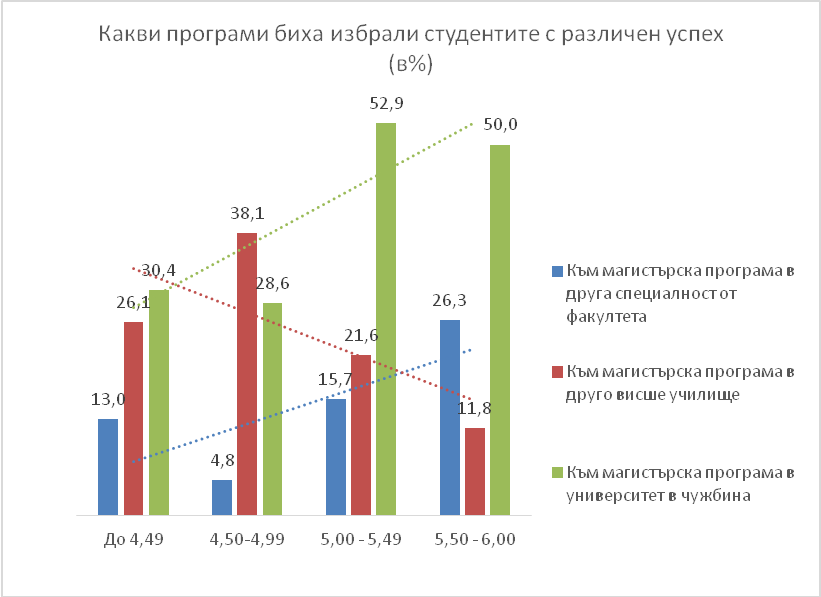 Какви програми биха избрали студентите с различен успех
(в%)
52,9
50,0
38,1
30,4
28,6
26,1
26,3
21,6
15,7
13,0
11,8
4,8
До 4,49
4,50-4,99
5,00 - 5,49
5,50 - 6,00
Към магистърска програма в
друга специалност от
факултета
Към магистърска програма в
друго висше училище
Към магистърска програма в
университет в чужбина